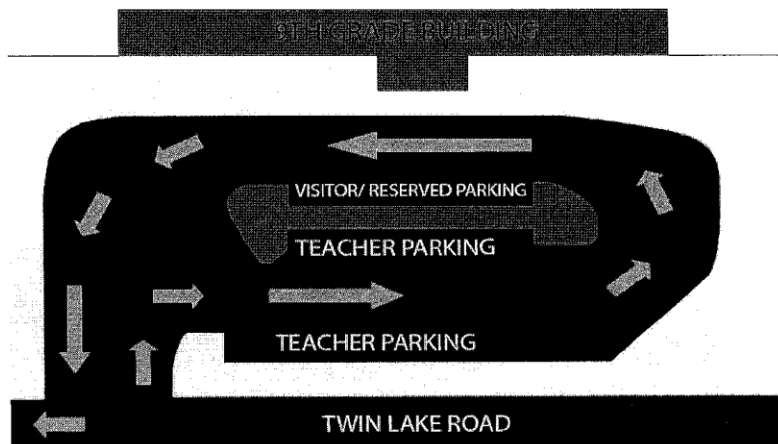 9TH GRADE BUILDING
VISITOR/ RESERVED PARKING
TEACHER PARKING
TEACHER PARKING
TWIN LAKE ROAD